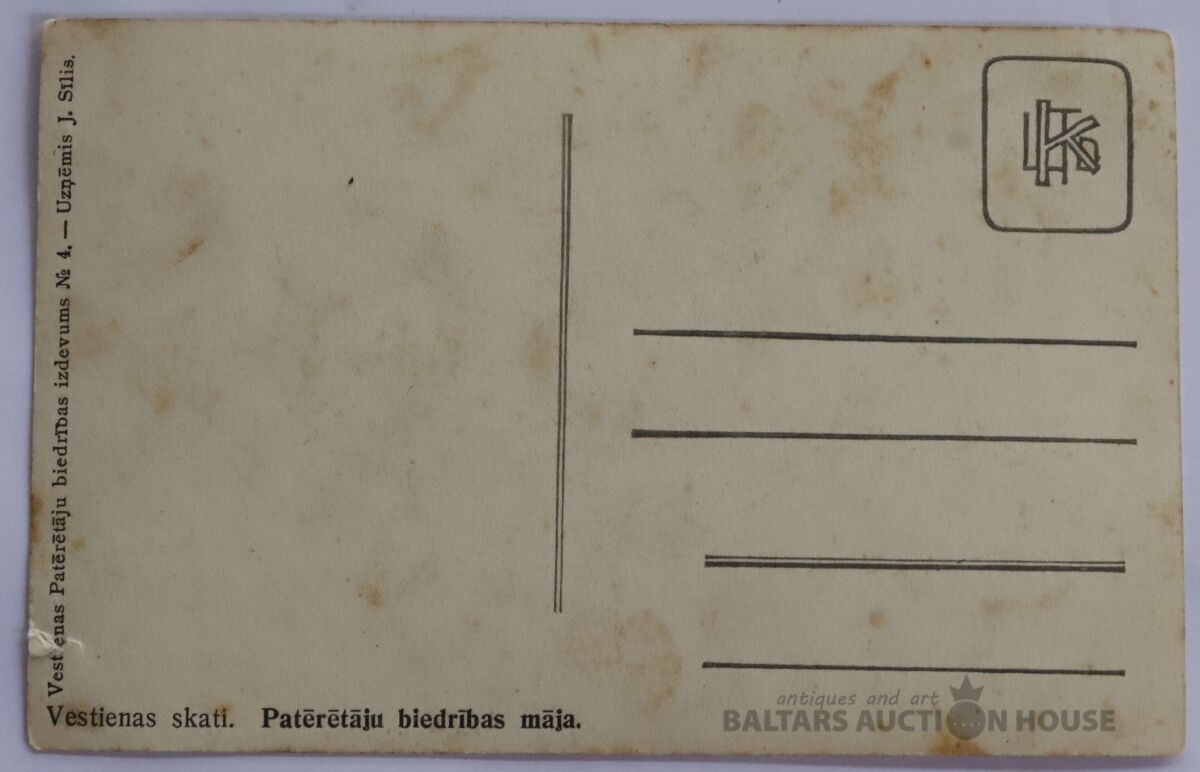 Vestienas Patērētāju biedrības izdevums № 4. — Uzņēmis J. Sīlis.
Vestienas skati. Patērētāju biedrības māja.
antiques and art
BALTARS AUCTION HOUSE